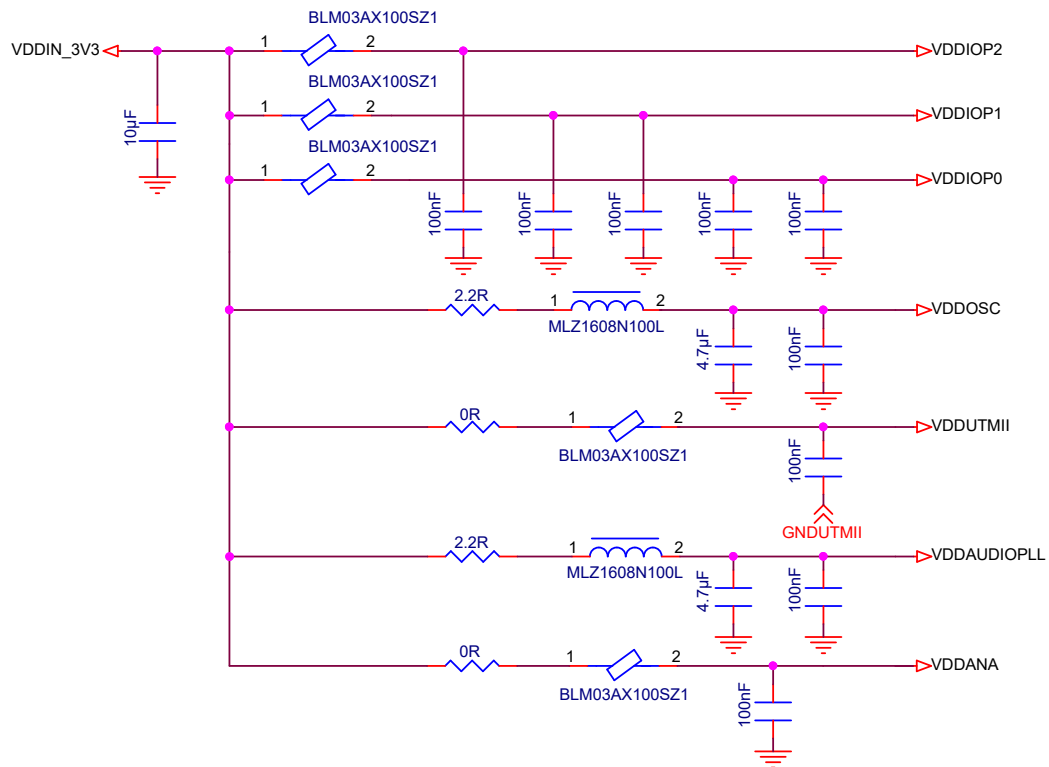 BLM03AX100SZ1
VDDIN_3V3
1
2
VDDIOP2
BLM03AX100SZ1
10µF
1
2
VDDIOP1
BLM03AX100SZ1
1
2
VDDIOP0
100nF
100nF
100nF
100nF
100nF
2.2R
1
2
VDDOSC
MLZ1608N100L
4.7µF
100nF
0R
1
2
VDDUTMII
BLM03AX100SZ1
100nF
GNDUTMII
2.2R
1
2
VDDAUDIOPLL
MLZ1608N100L
4.7µF
100nF
0R
1
2
VDDANA
BLM03AX100SZ1
100nF